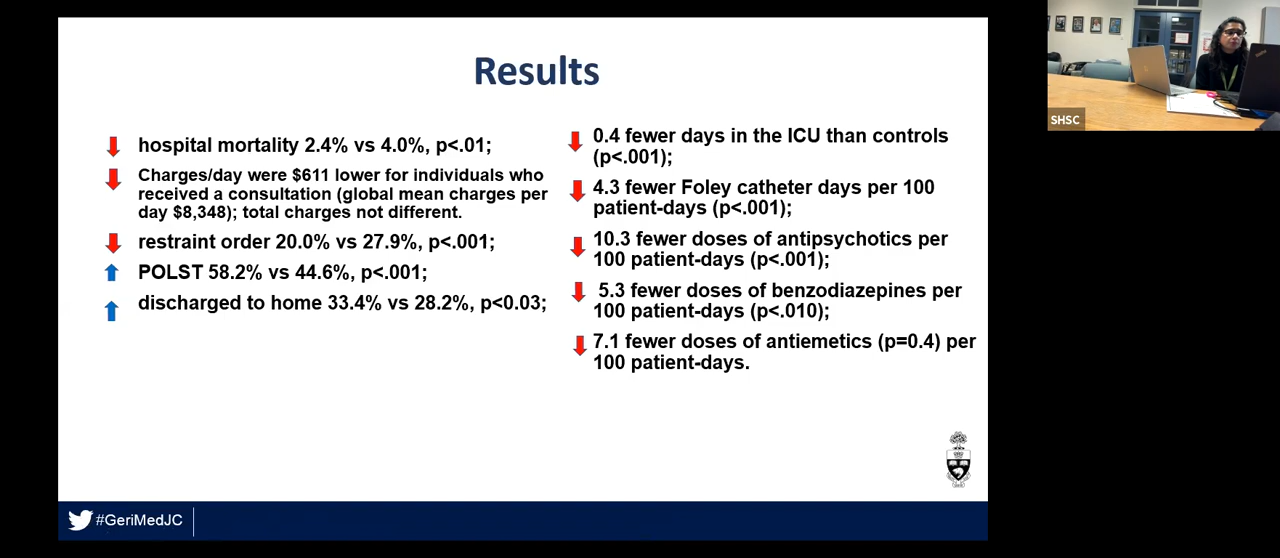 Results
hospital mortality 2.4% vs 4.0%, p<.01;
Charges/day were $611 lower for individuals who
received a consultation (global mean charges per
day $8,348); total charges not different.
restraint order 20.0% vs 27.9%, p<.001;
POLST 58.2% vs 44.6%, p<.001;
discharged to home 33.4% vs 28.2%, p<0.03;
0.4 fewer days in the ICU than controls
(p<.001);
4.3 fewer Foley catheter days per 100
patient-days (p<.001);
10.3 fewer doses of antipsychotics per
100 patient-days (p<.001);
5.3 fewer doses of benzodiazepines per
100 patient-days (p<.010);
7.1 fewer doses of antiemetics (p=0.4) per
100 patient-days.
#GeriMedJC
SHSC